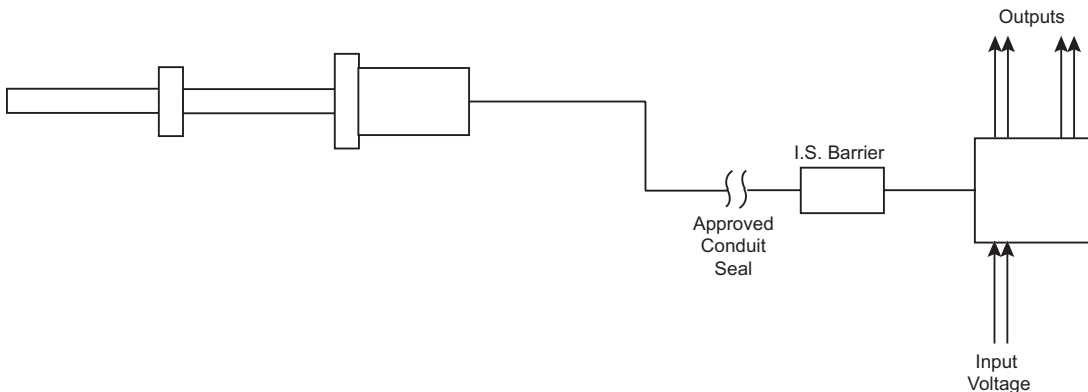 Outputs
I.S. Barrier
Approved
Conduit
Seal
Input
Voltage